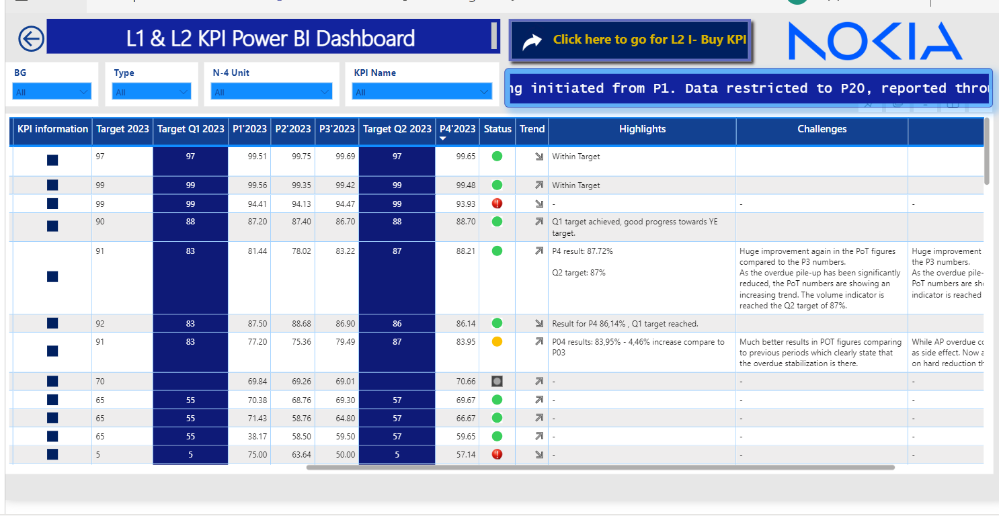 L1 & L2 KPI Power BI Dashboard
Click here to go for L2 I- Buy KPI
NOKIA
BG
Type
N-4 Unit
KPI Name
All
All
All
All
initiated from P1. Data restricted to P20, reported
KPI information Target 2023 Target Q1 2023 P1'2023 P2'2023 P3'2023 Target Q2 2023 P4'2023 Status Trend Highlights Challenges
97 97 99.51 99.75 99.69 97 99.65 Within Target
99 99 99.56 99.35 99.42 99 99.48 Within Target
99 99 94.41 94.13 94.47 99 93.93 ! - - -
90 88 87.20 87.40 86.70 88 88.70 Q1 target achieved, good progress towards YE
target.
91 83 81.44 78.02 83.22 87 88.21 P4 result: 87.72% Huge improvement again in the PoT figures Huge improvement
compared to the P3 numbers. the P3 numbers.
Q2 target: 87% As the overdue pile-up has been significantly As the overdue pile-
reduced, the PoT numbers are showing an PoT numbers are
increasing trend. The volume indicator is indicator is reached
reached the Q2 target of 87%.
92 83 87.50 88.68 86.90 86 86.14 Result for P4 86,14% , Q1 target reached.
91 83 77.20 75.36 79.49 87 83.95 P04 results: 83,95% - 4,46% increase compare to Much better results in POT figures comparing While AP overdue
P03 to previous periods which clearly state that as side effect. Now
the overdue stabilization is there. on hard reduction
70 69.84 69.26 69.01 70.66 - - -
65 55 70.38 68.76 69.30 57 69.67 - - -
65 55 71.43 58.76 64.80 57 66.67 - - -
65 55 38.17 58.50 59.50 57 59.65 - - -
5 5 75.00 63.64 50.00 5 57.14 ! - - -